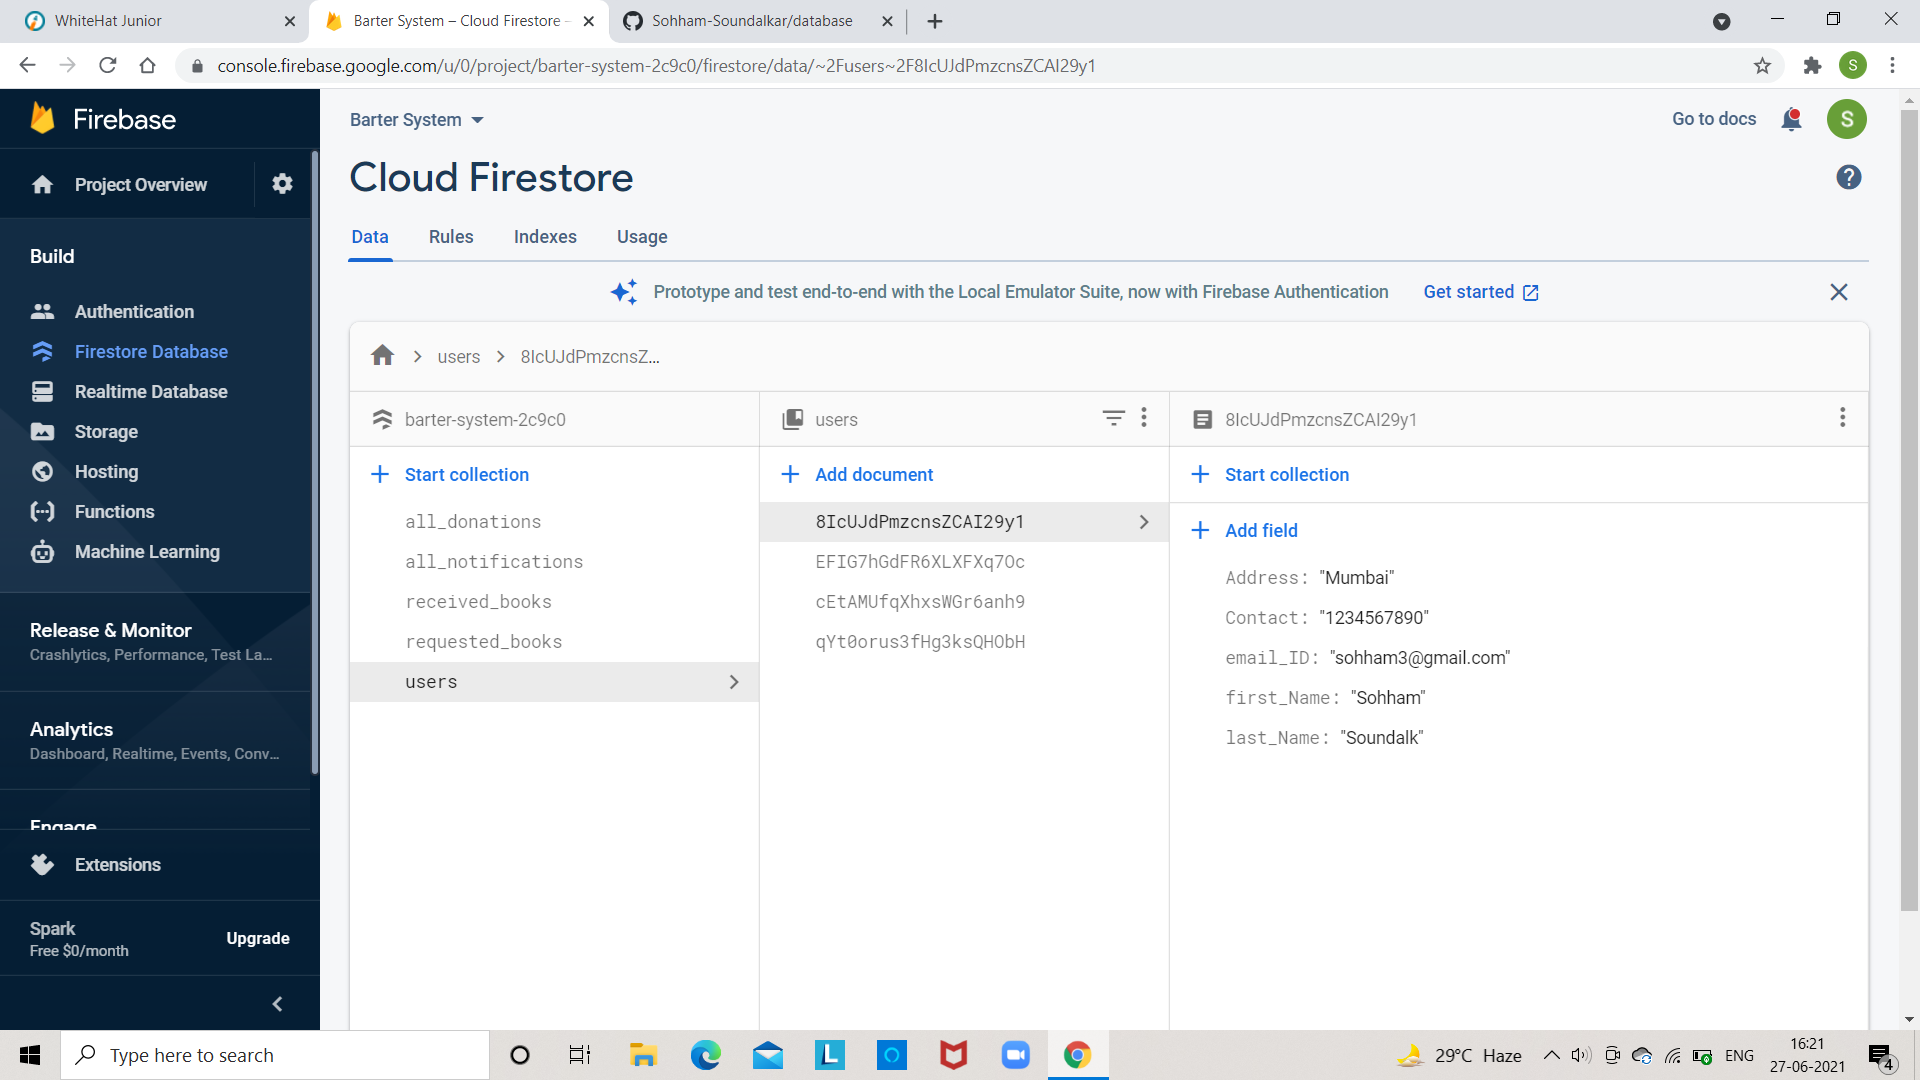 WhiteHat Junior
Barter System – Cloud Firestore –
Sohham-Soundalkar/database
console.firebase.google.com/u/0/project/barter-system-2c9c0/firestore/data/~2Fusers~2F8IcUJdPmzcnsZCAI29y1
S
Firebase
Barter System
Go to docs
S
Project Overview
Cloud Firestore
?
Data Rules Indexes Usage
Build
Prototype and test end-to-end with the Local Emulator Suite, now with Firebase Authentication Get started
Authentication
Firestore Database
Realtime Database
Storage
Hosting
Functions
Machine Learning
Release & Monitor
Crashlytics, Performance, Test La...
Analytics
Dashboard, Realtime, Events, Conv...
Engage
Extensions
Spark
Free $0/month
Upgrade
users
8IcUJdPmzcnsZ...
barter-system-2c9c0
Start collection
all_donations
all_notifications
received_books
requested_books
users
users
Add document
8IcUJdPmzcnsZCAI29y1
EFIG7hGdFR6XLXFXq7Oc
cEtAMUfqXhxsWGr6anh9
qYt0orus3fHg3ksQHObH
8IcUJdPmzcnsZCAI29y1
Start collection
Add field
Address: "Mumbai"
Contact: "1234567890"
email_ID: "sohham3@gmail.com"
first_Name: "Sohham"
last_Name: "Soundalk"
Type here to search
L
29°C Haze
ENG
16:21
27-06-2021
4